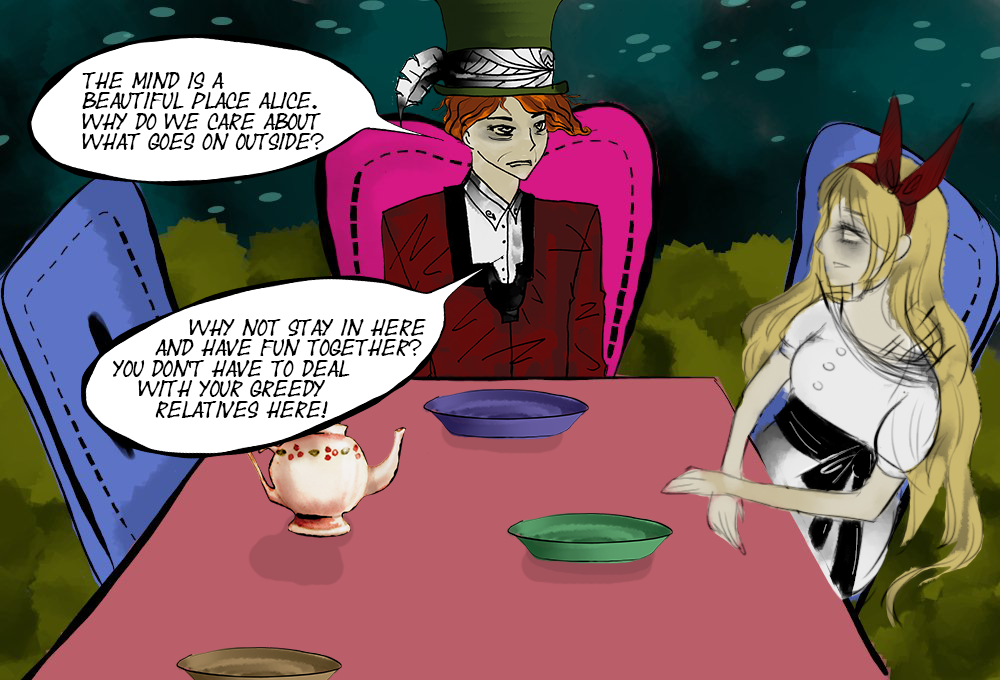 THE MIND IS A
BEAUTIFUL PLACE ALICE.
WHY DO WE CARE ABOUT
WHAT GOES ON OUTSIDE?
WHY NOT STAY IN HERE
AND HAVE FUN TOGETHER?
YOU DON'T HAVE TO DEAL
WITH YOUR GREEDY
RELATIVES HERE!